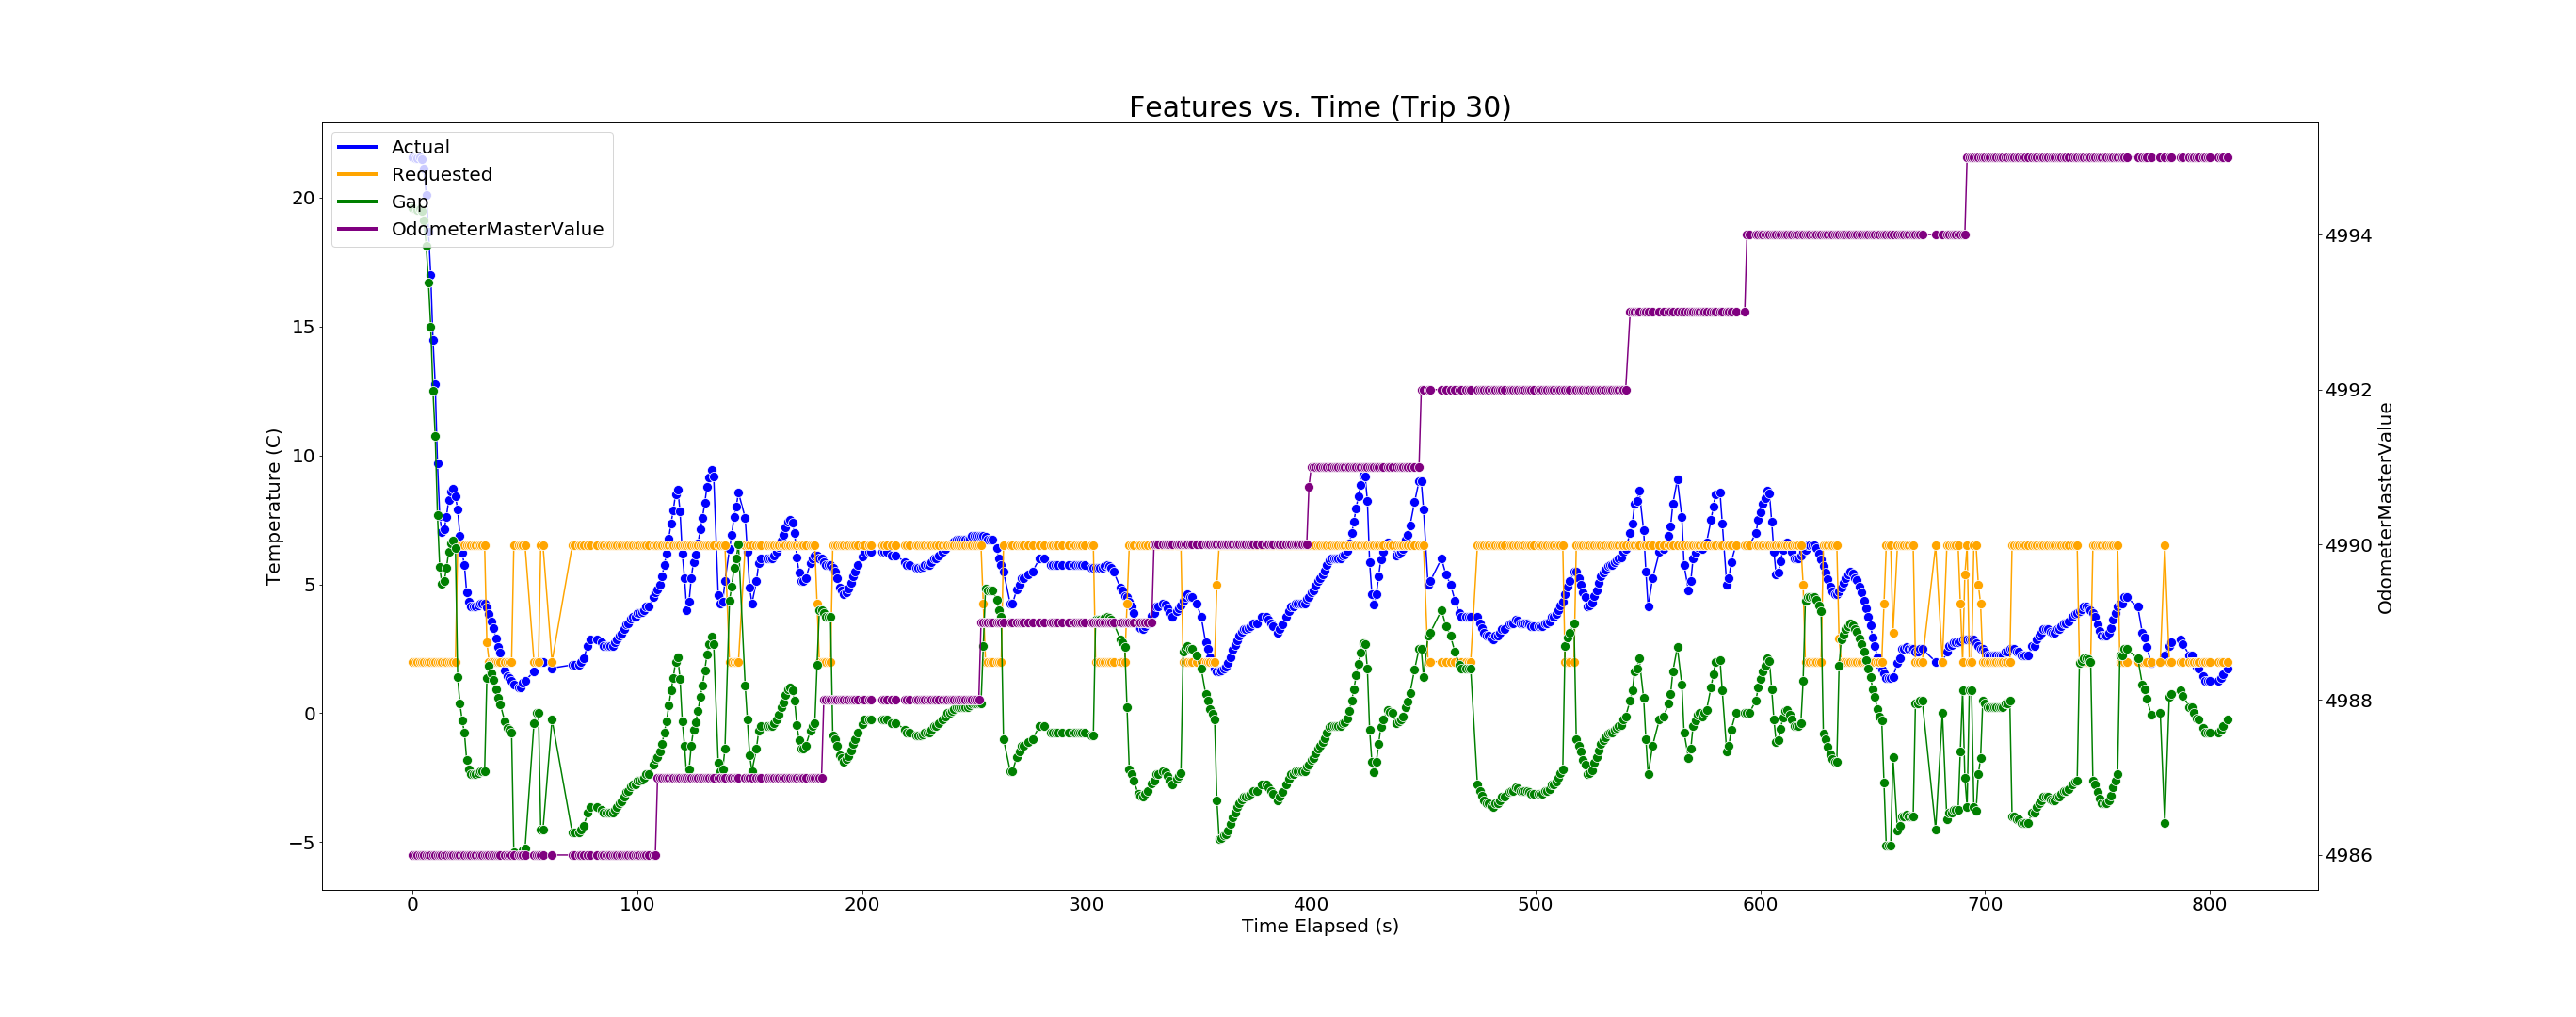 Features vs. Time (Trip 30)
Actual
Requested
Gap
OdometerMasterValue
Temperature (C)
20
15
10
5
0
−5
4994
4992
4990
4988
4986
OdometerMasterValue
0 100 200 300 400 500 600 700 800
Time Elapsed (s)